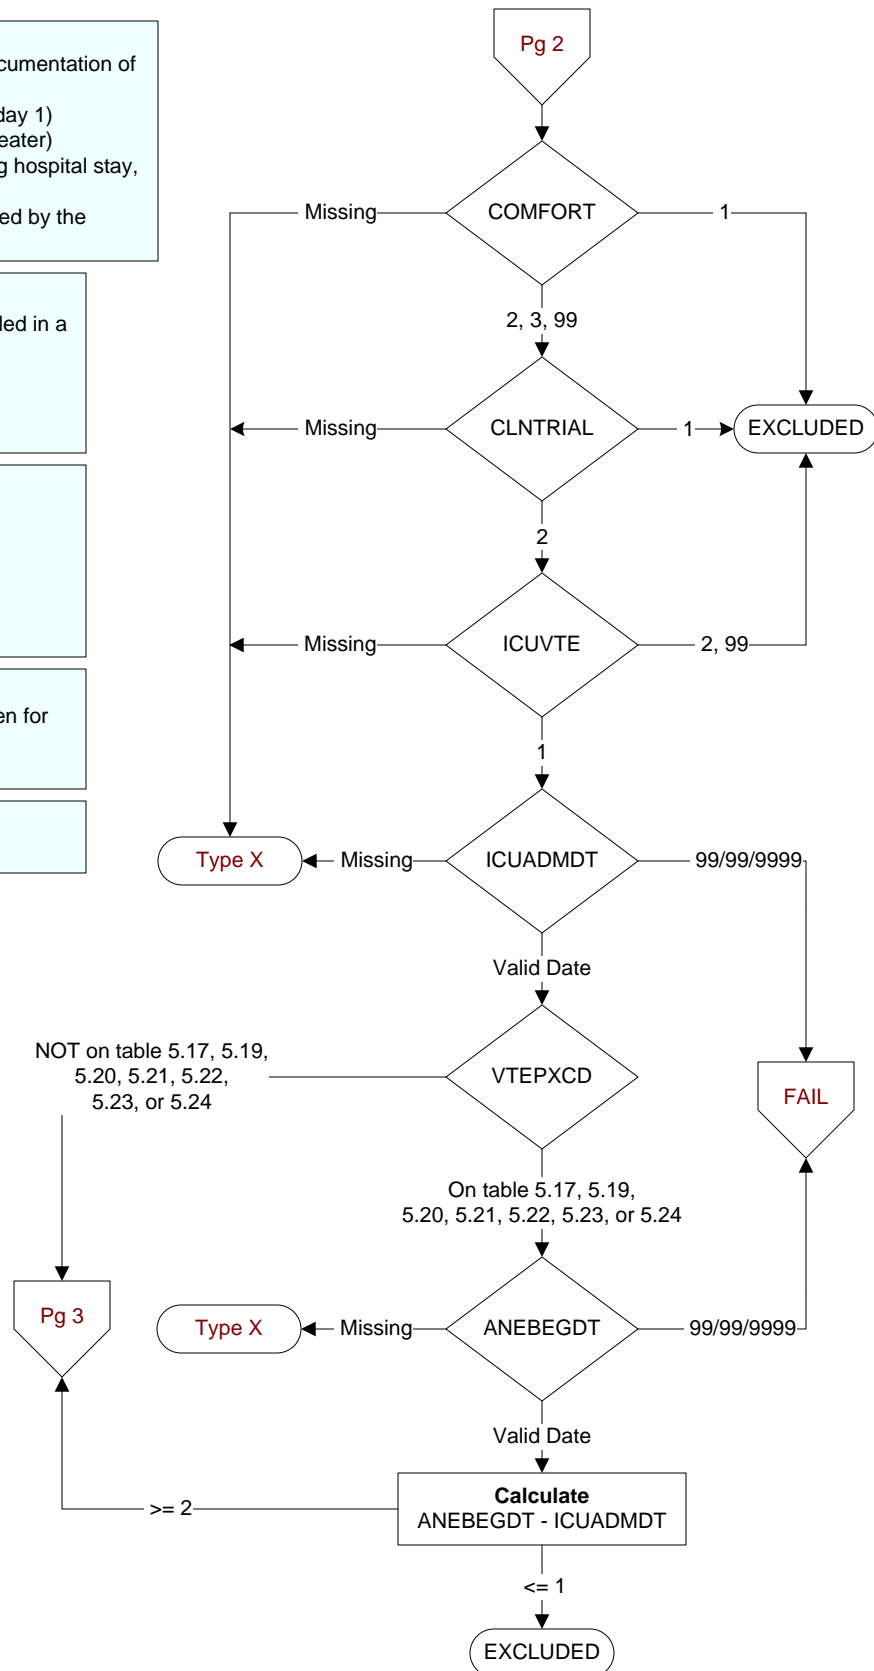 cumentation of
day 1)
eater)
g hospital stay,
ed by the
led in a
en for
Pg 2
COMFORT
Missing
1
2, 3, 99
CLNTRIAL
Missing
1
EXCLUDED
2
ICUVTE
Missing
2, 99
1
ICUADMDT
Missing
Type X
99/99/9999
Valid Date
VTEPXCD
NOT on table 5.17, 5.19,
5.20, 5.21, 5.22,
5.23, or 5.24
FAIL
On table 5.17, 5.19,
5.20, 5.21, 5.22, 5.23, or 5.24
Pg 3
Type X
Missing
ANEBEGDT
99/99/9999
Valid Date
Calculate
ANEBEGDT - ICUADMDT
>= 2
<= 1
EXCLUDED